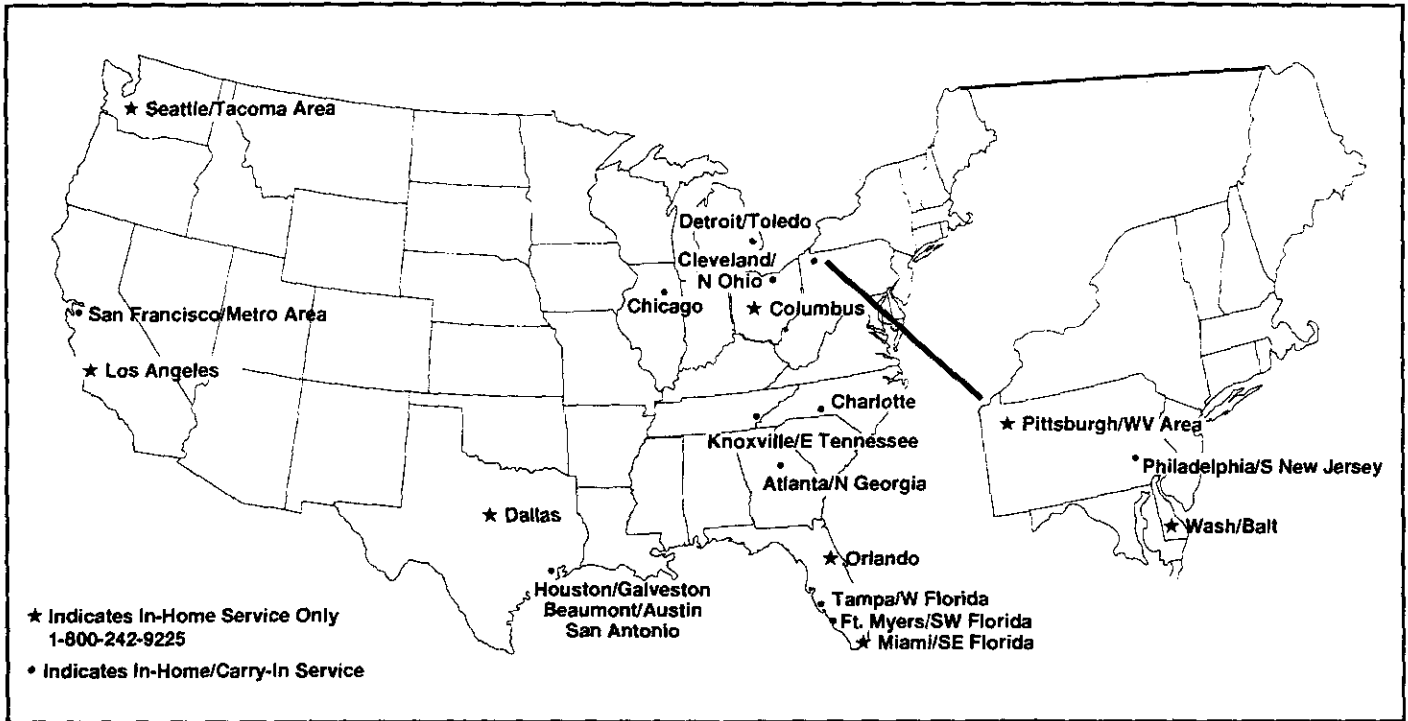 ★ Seattle/Tacoma Area
Detroit/Toledo
Cleveland/
N Ohio
Chicago
★ Columbus
• San Francisco/Metro Area
★ Los Angeles
Charlotte
Knoxville/E Tennessee
Atlanta/N Georgia
★ Pittsburgh/WV Area
Philadelphia/S New Jersey
★ Wash/Balt
★ Dallas
★ Orlando
Houston/Galveston
Beaumont/Austin
San Antonio
• Tampa/W Florida
• Ft. Myers/SW Florida
★ Miami/SE Florida
★ Indicates In-Home Service Only
1-800-242-9225
• Indicates In-Home/Carry-In Service